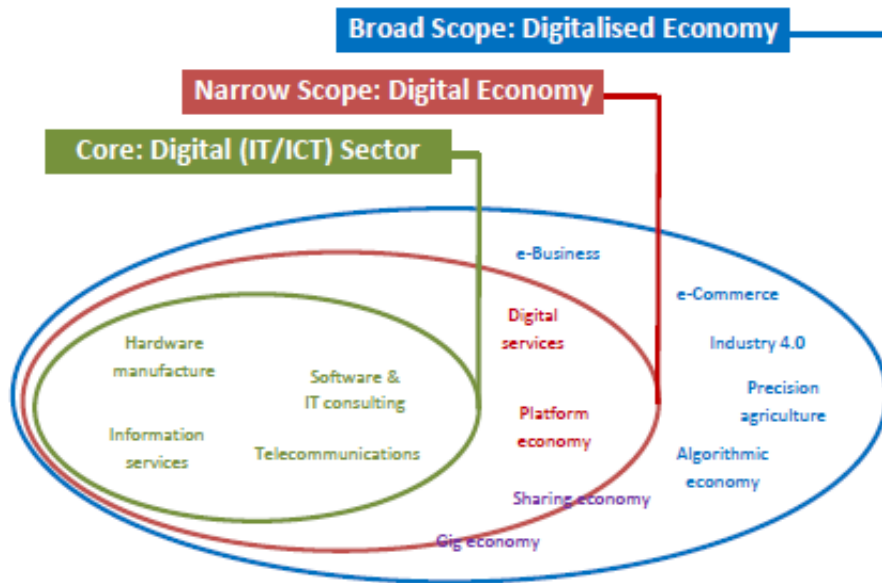 Broad Scope: Digitalised Economy
Narrow Scope: Digital Economy
Core: Digital (IT/ICT) Sector
e-Business
e-Commerce
Digital
services
Industry 4.0
Hardware
manufacture
Software &
IT consulting
Precision
agriculture
Platform
economy
Information
services
Telecommunications
Algorithmic
economy
Sharing economy
Gig economy